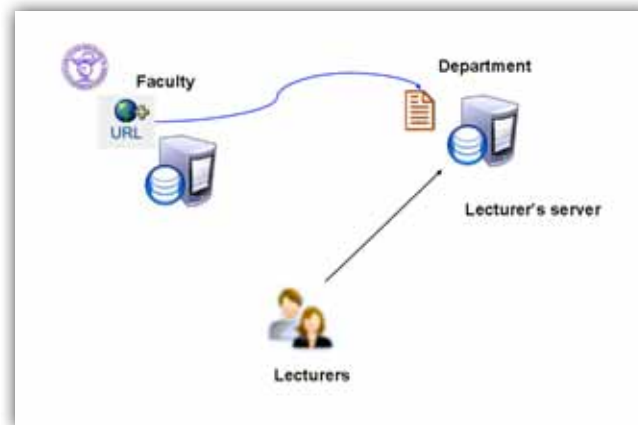 Faculty
Department
URL
Lecturer's server
Lecturers